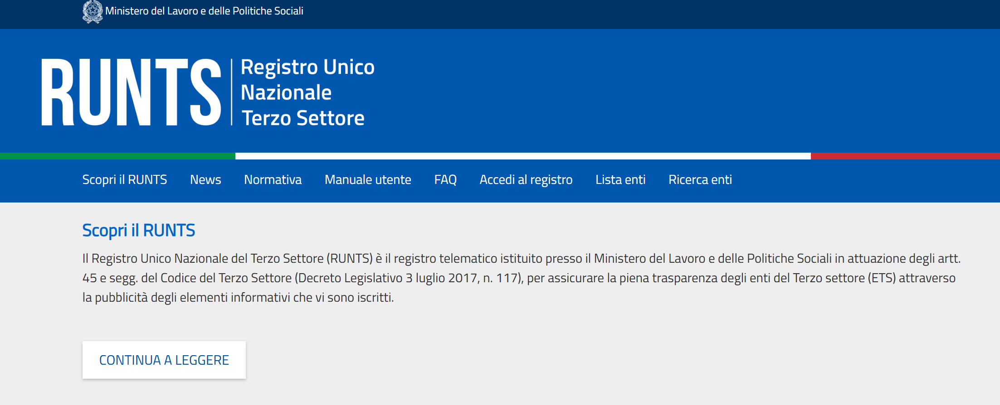 Ministero del Lavoro e delle Politiche Sociali
RUNTS
Registro Unico
Nazionale
Terzo Settore
Scopri il RUNTS News Normativa Manuale utente FAQ Accedi al registro Lista enti Ricerca enti
Scopri il RUNTS
Il Registro Unico Nazionale del Terzo Settore (RUNTS) è il registro telematico istituito presso il Ministero del Lavoro e delle Politiche Sociali in attuazione degli artt.
45 e segg. del Codice del Terzo Settore (Decreto Legislativo 3 luglio 2017, n. 117), per assicurare la piena trasparenza degli enti del Terzo settore (ETS) attraverso
la pubblicità degli elementi informativi che vi sono iscritti.
CONTINUA A LEGGERE